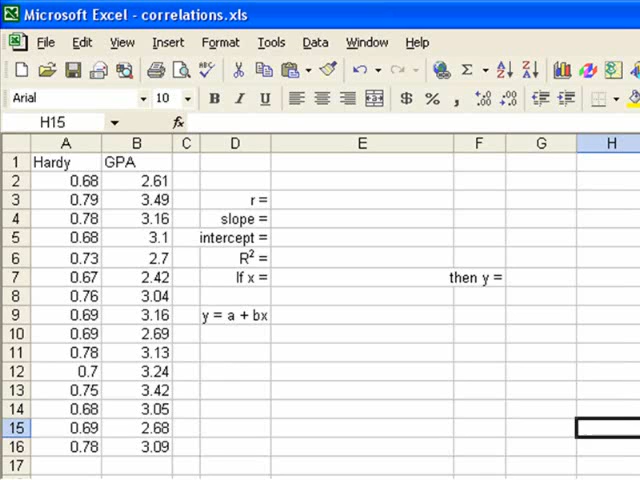 Microsoft Excel - correlations.xls
File Edit View Insert Format Tools Data Window Help
Arial 10 B I U $ % , .00 .00
H15 fx
A B C D E F G H
1 Hardy GPA
2 0.68 2.61
3 0.79 3.49 r =
4 0.78 3.16 slope =
5 0.68 3.1 intercept =
6 0.73 2.7 R² =
7 0.67 2.42 If x = then y =
8 0.76 3.04
9 0.69 3.16 y = a + bx
10 0.69 2.69
11 0.78 3.13
12 0.7 3.24
13 0.75 3.42
14 0.68 3.05
15 0.69 2.68
16 0.78 3.09
17